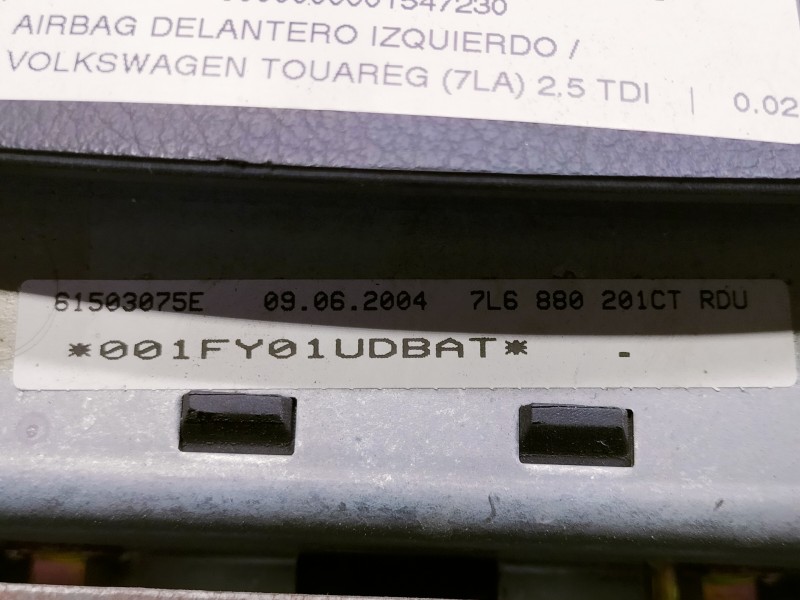 AIRBAG DELANTERO IZQUIERDO /
VOLKSWAGEN TOUAREG (7LA) 2.5 TDI | 0.02
61503075E 09.06.2004 7L6 880 201CT RDU
*001FY01UDBAT* -